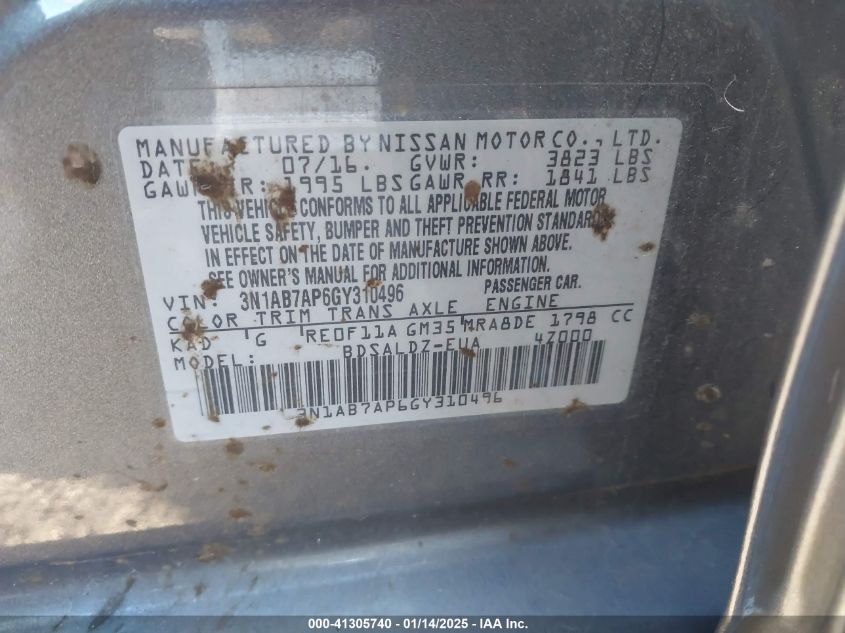 MANUFACTURED BY NISSAN MOTOR CO., LTD.
DATE 07/16. GVWR: 3823 LBS
GAWR FR: 1995 LBS GAWR RR: 1841 LBS
THIS VEHICLE CONFORMS TO ALL APPLICABLE FEDERAL MOTOR
VEHICLE SAFETY, BUMPER AND THEFT PREVENTION STANDARDS
IN EFFECT ON THE DATE OF MANUFACTURE SHOWN ABOVE.
SEE OWNER'S MANUAL FOR ADDITIONAL INFORMATION.
VIN: 3N1AB7AP6GY310496 PASSENGER CAR.
COLOR TRIM TRANS AXLE ENGINE
KAD G RE0F11A GM35 MRA8DE 1798 CC
MODEL: BDSALDZ-EUA 4Z000
3N1AB7AP6GY310496
000-41305740 - 01/14/2025 - IAA Inc.